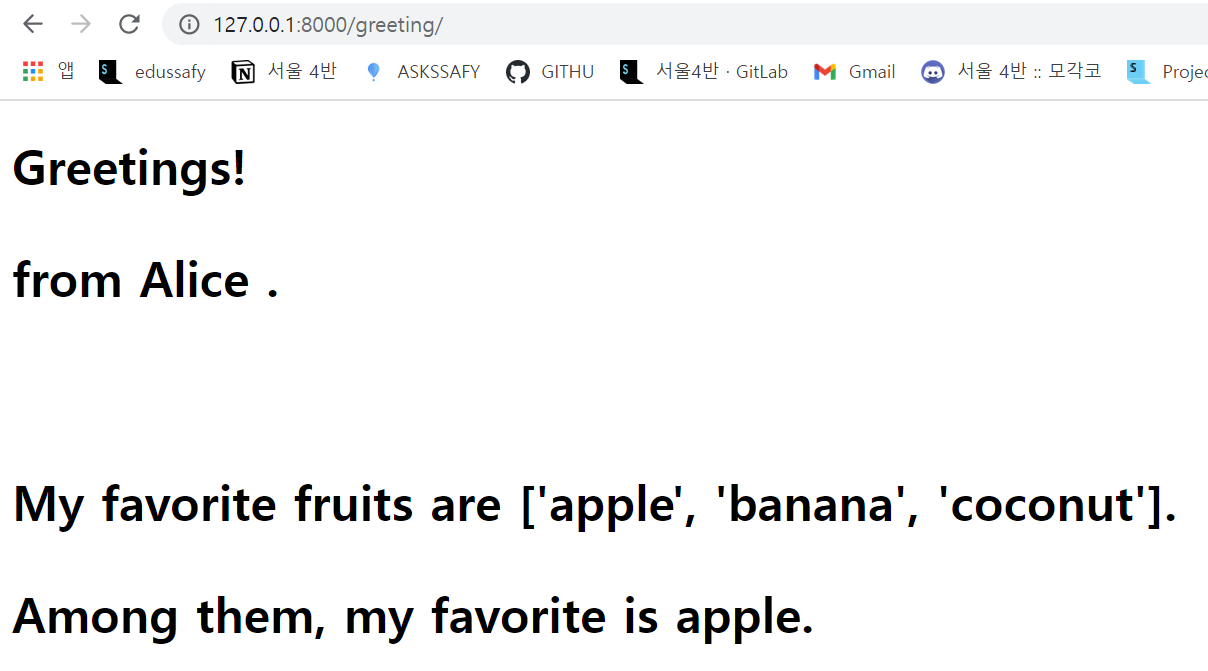 127.0.0.1:8000/greeting/
앱 edussafy 서울 4반 ASKSSAFY GITHU 서울4반 · GitLab Gmail 서울 4반 :: 모각코 Projec
Greetings!
from Alice .
My favorite fruits are ['apple', 'banana', 'coconut'].
Among them, my favorite is apple.